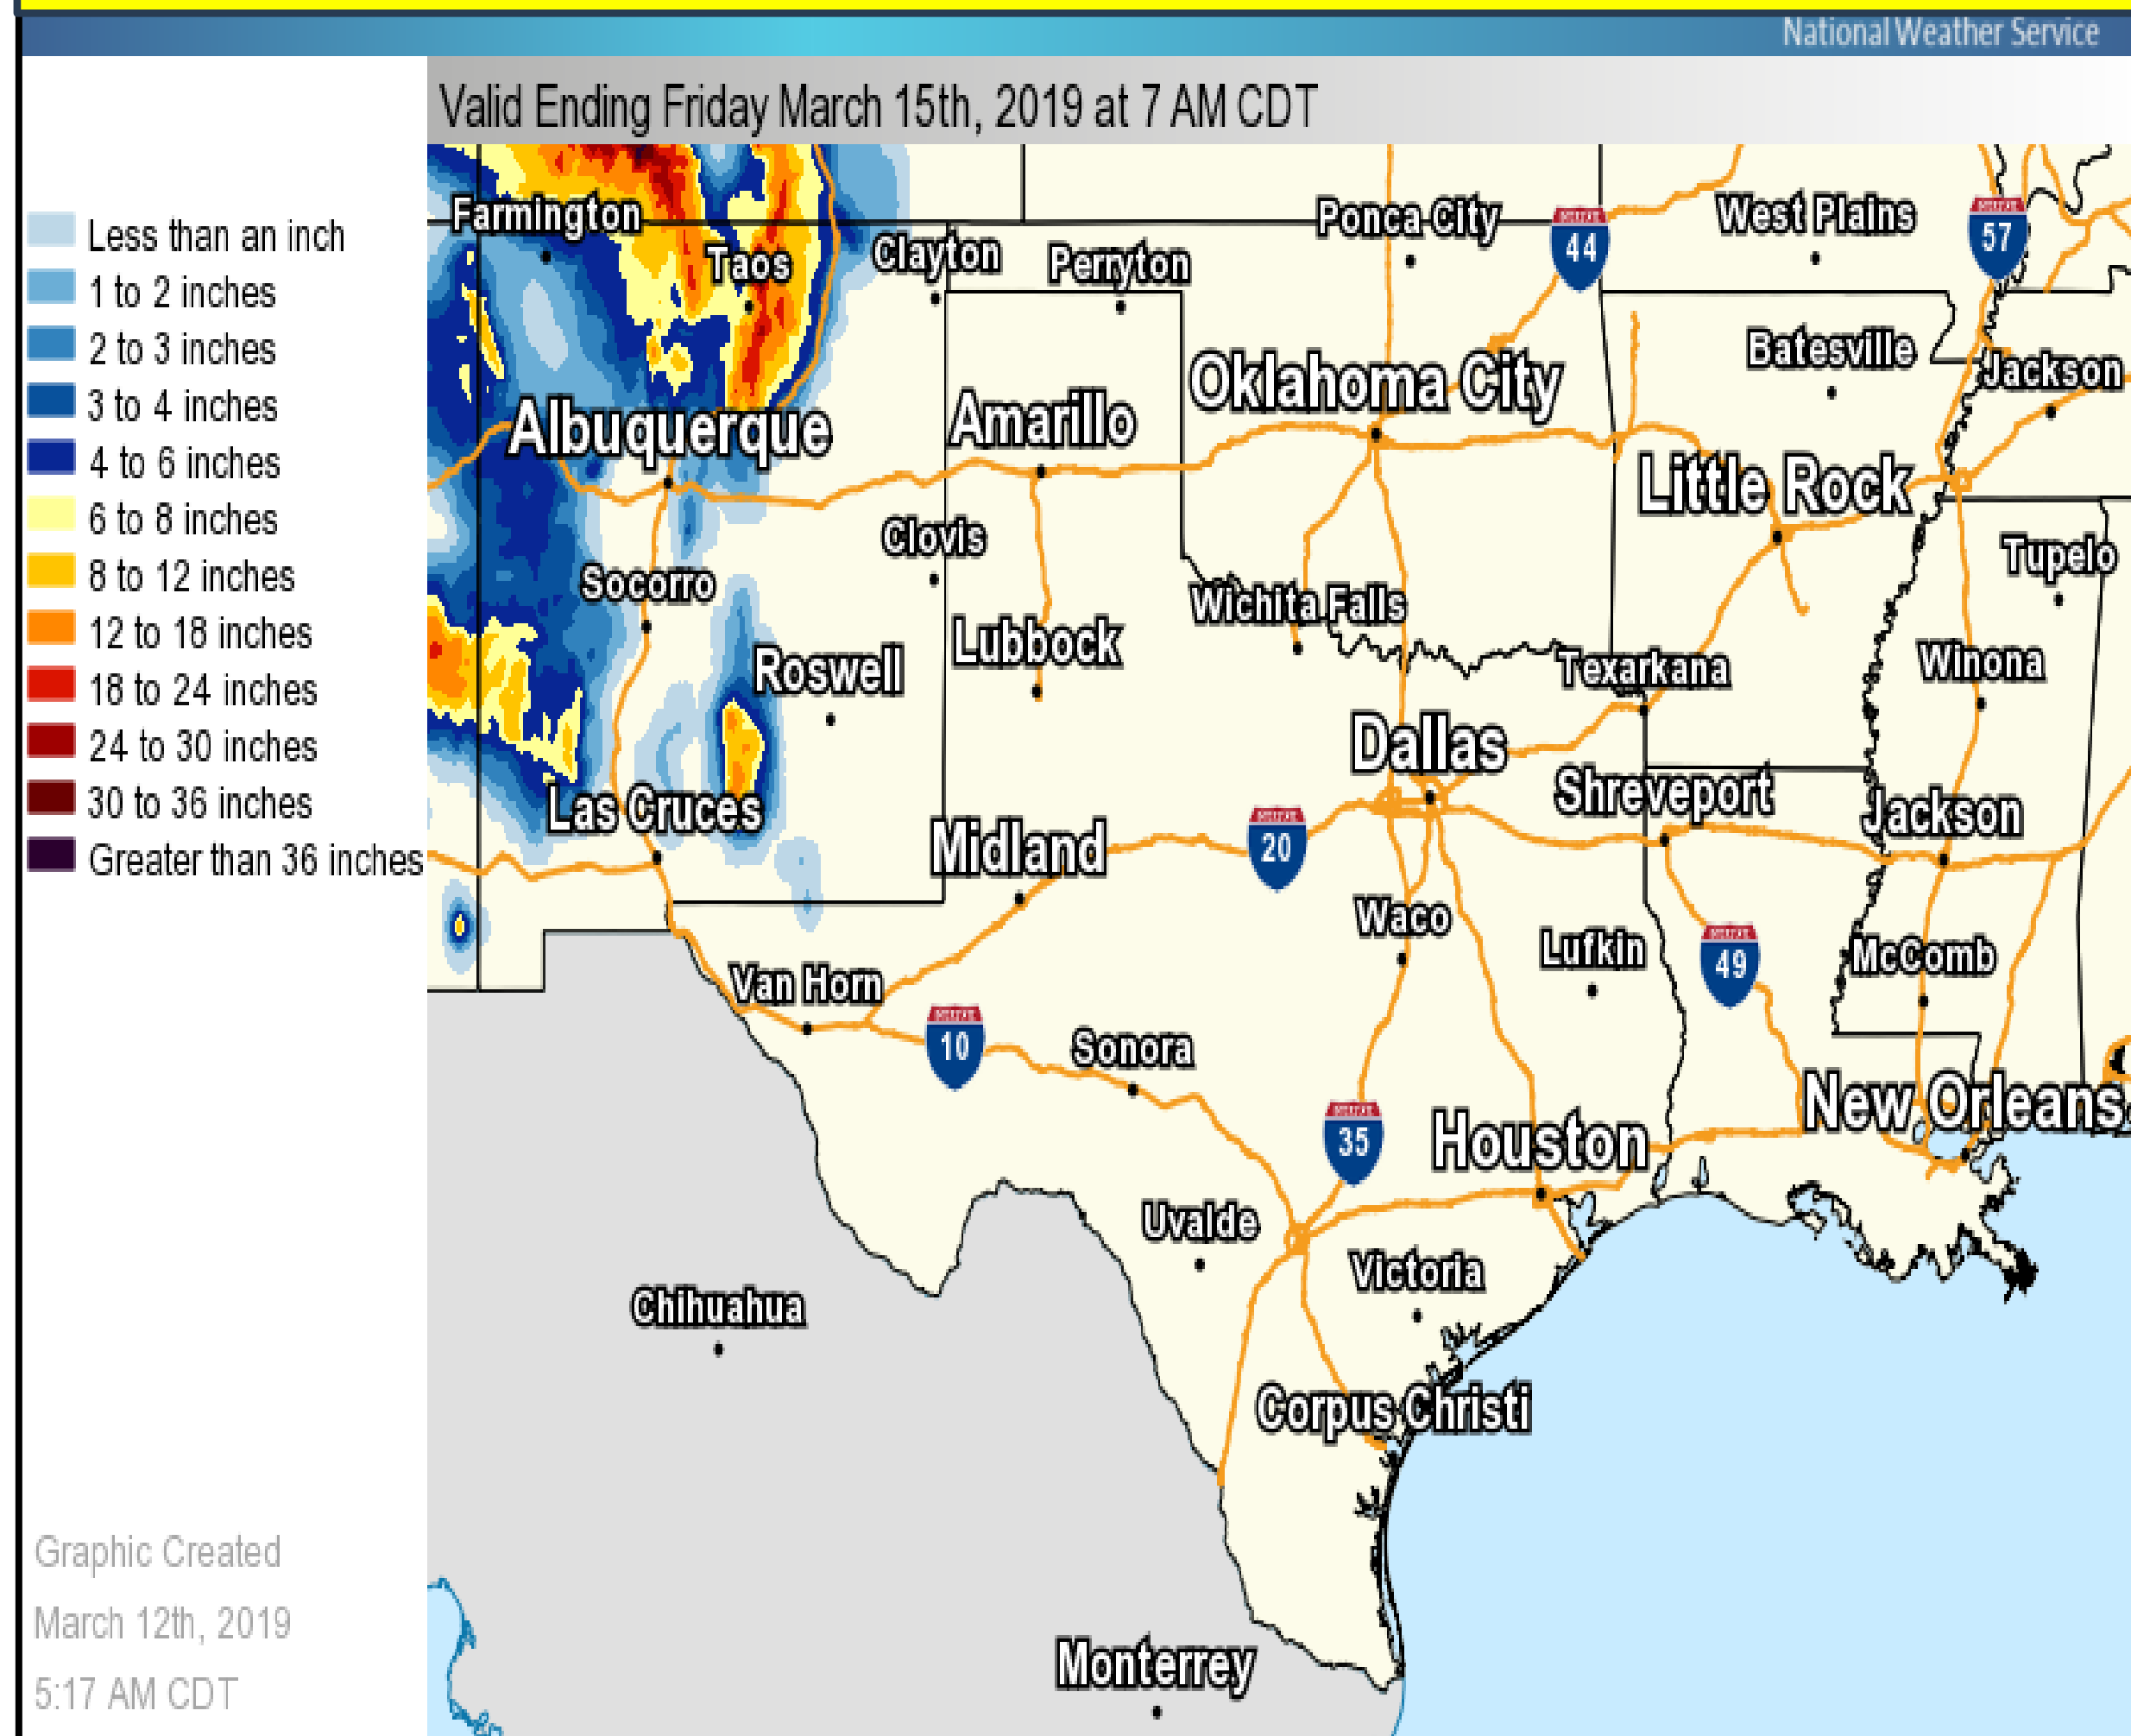 National Weather Service
Valid Ending Friday March 15th, 2019 at 7 AM CDT
Less than an inch
1 to 2 inches
2 to 3 inches
3 to 4 inches
4 to 6 inches
6 to 8 inches
8 to 12 inches
12 to 18 inches
18 to 24 inches
24 to 30 inches
30 to 36 inches
Greater than 36 inches
Graphic Created
March 12th, 2019
5:17 AM CDT
Farmington
Taos
Clayton
Perryton
Ponca City
44
West Plains
57
Batesville
Jackson
Oklahoma City
Albuquerque
Amarillo
Little Rock
Clovis
Tupelo
Socorro
Wichita Falls
Roswell
Lubbock
Texarkana
Winona
Dallas
Shreveport
Las Cruces
Jackson
Midland
20
Waco
Lufkin
49
McComb
Van Horn
10
Sonora
New Orleans
35
Houston
Uvalde
Victoria
Chihuahua
Corpus Christi
Monterrey